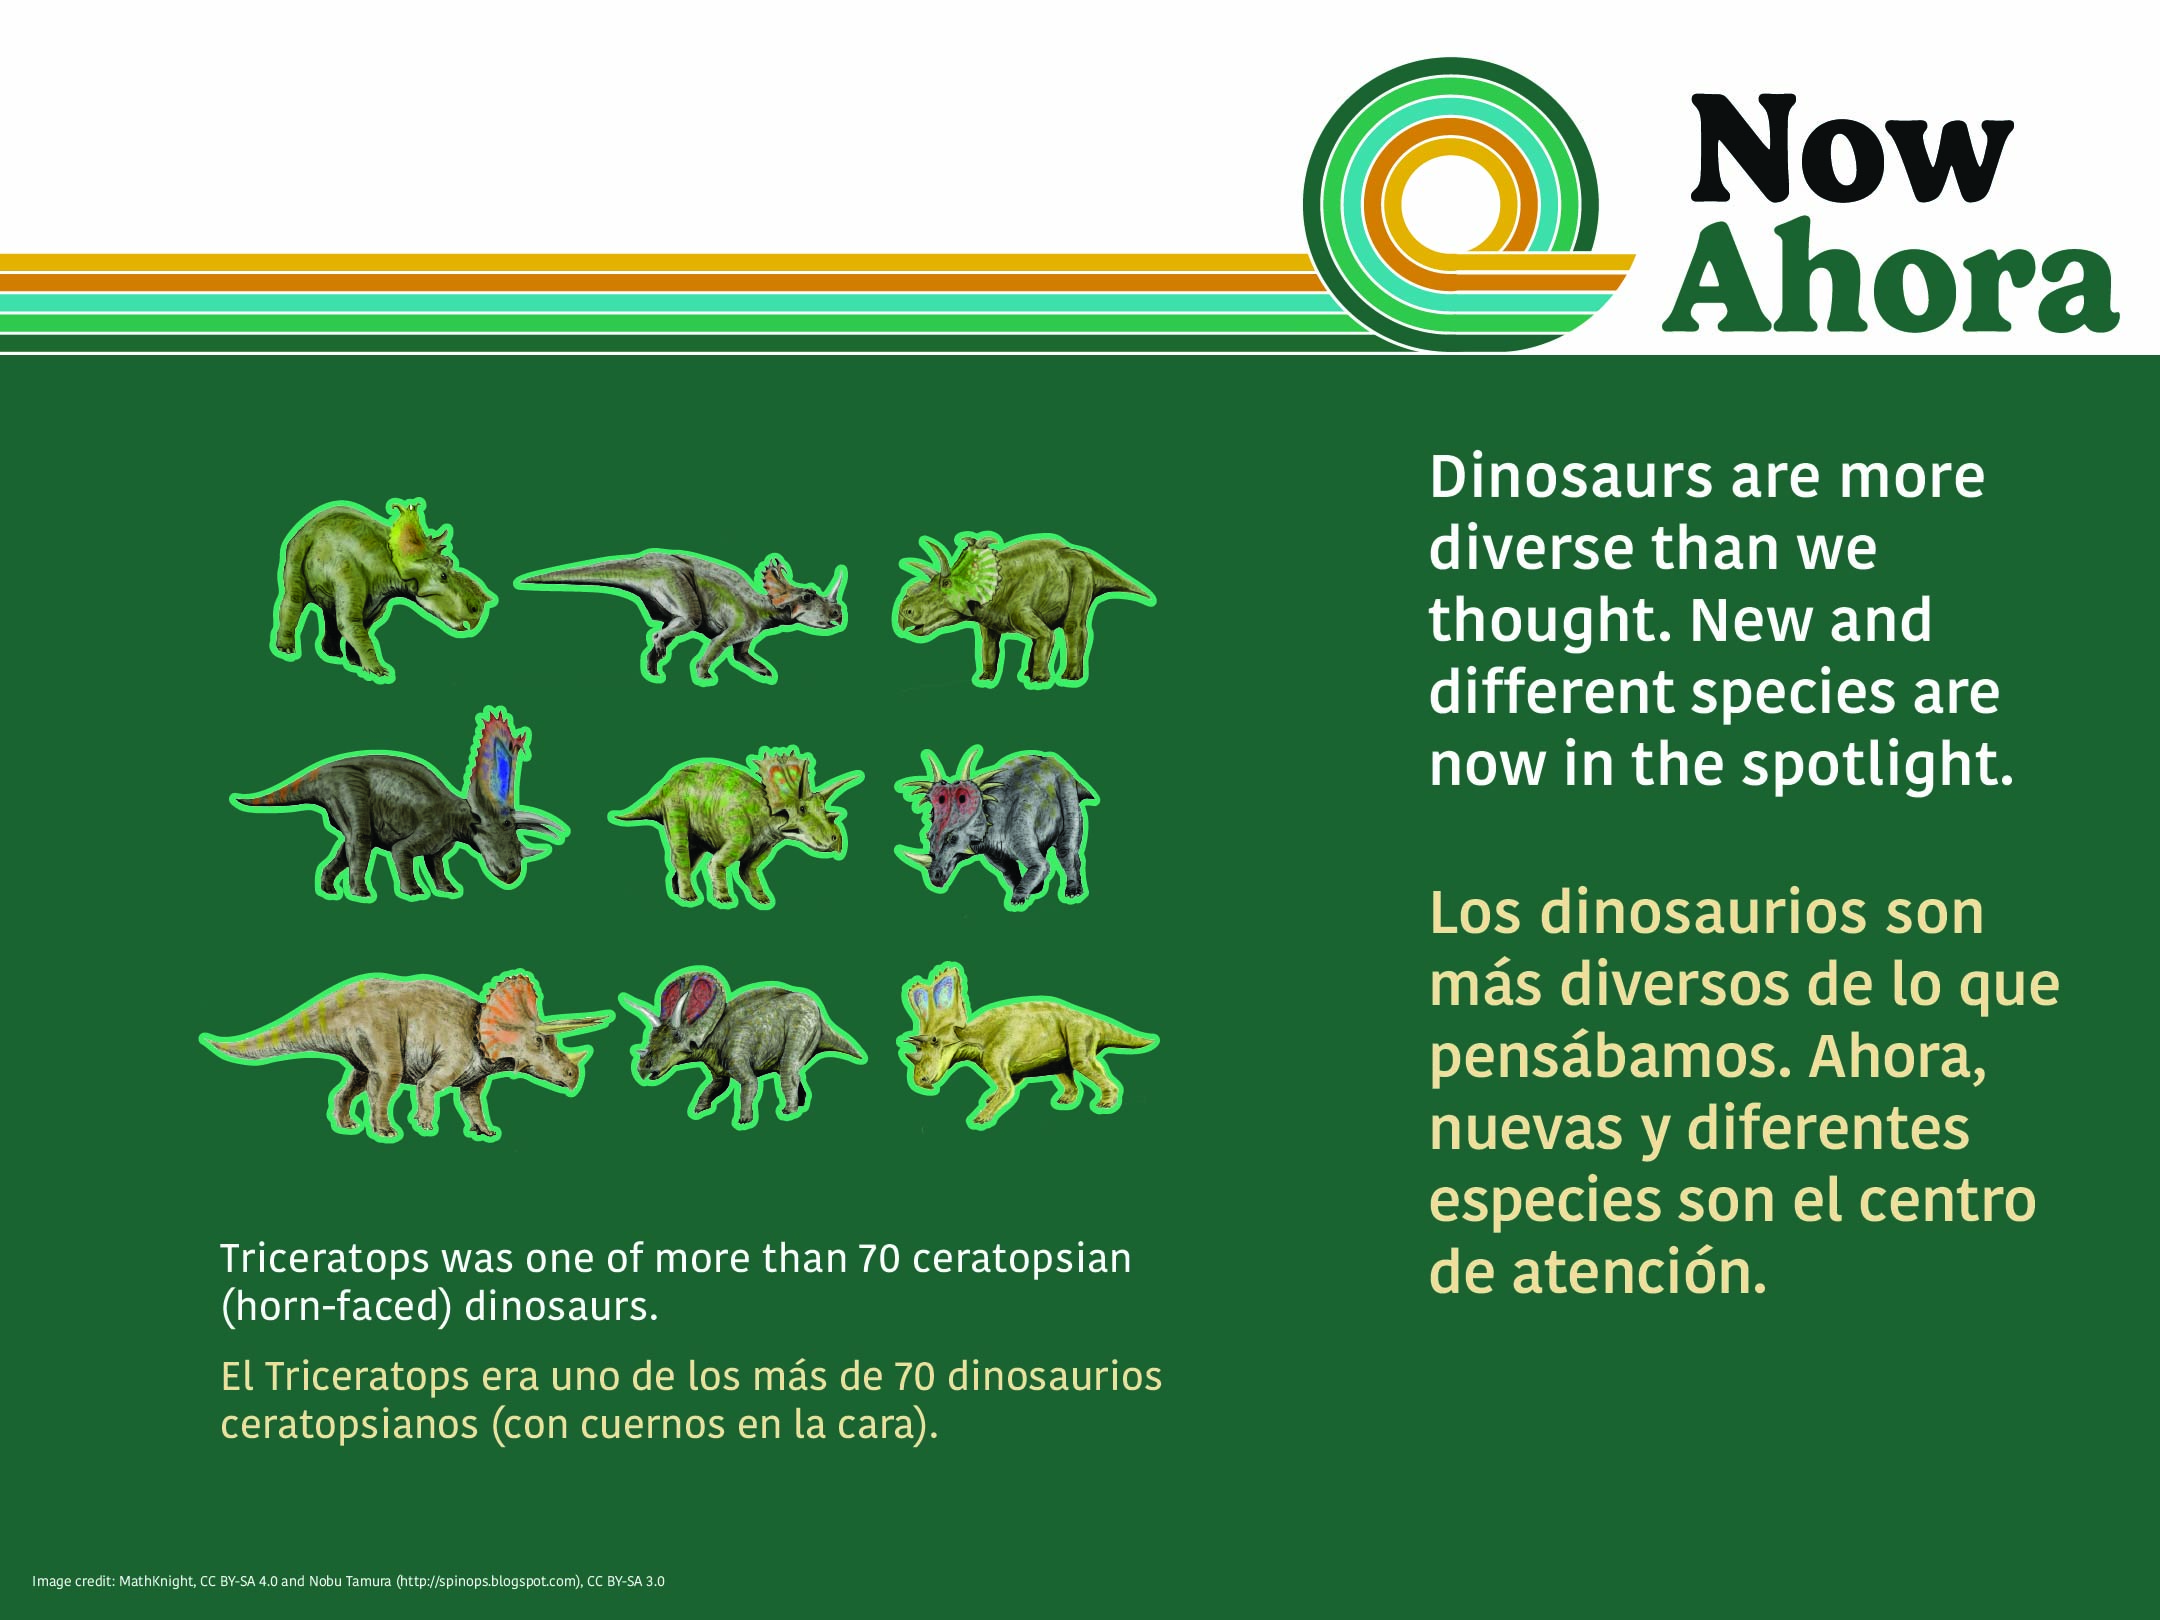 Now
Ahora
Dinosaurs are more
diverse than we
thought. New and
different species are
now in the spotlight.
Los dinosaurios son
más diversos de lo que
pensábamos. Ahora,
nuevas y diferentes
especies son el centro
de atención.
Triceratops was one of more than 70 ceratopsian
(horn-faced) dinosaurs.
El Triceratops era uno de los más de 70 dinosaurios
ceratopsianos (con cuernos en la cara).
Image credit: MathKnight, CC BY-SA 4.0 and Nobu Tamura (http://spinops.blogspot.com), CC BY-SA 3.0